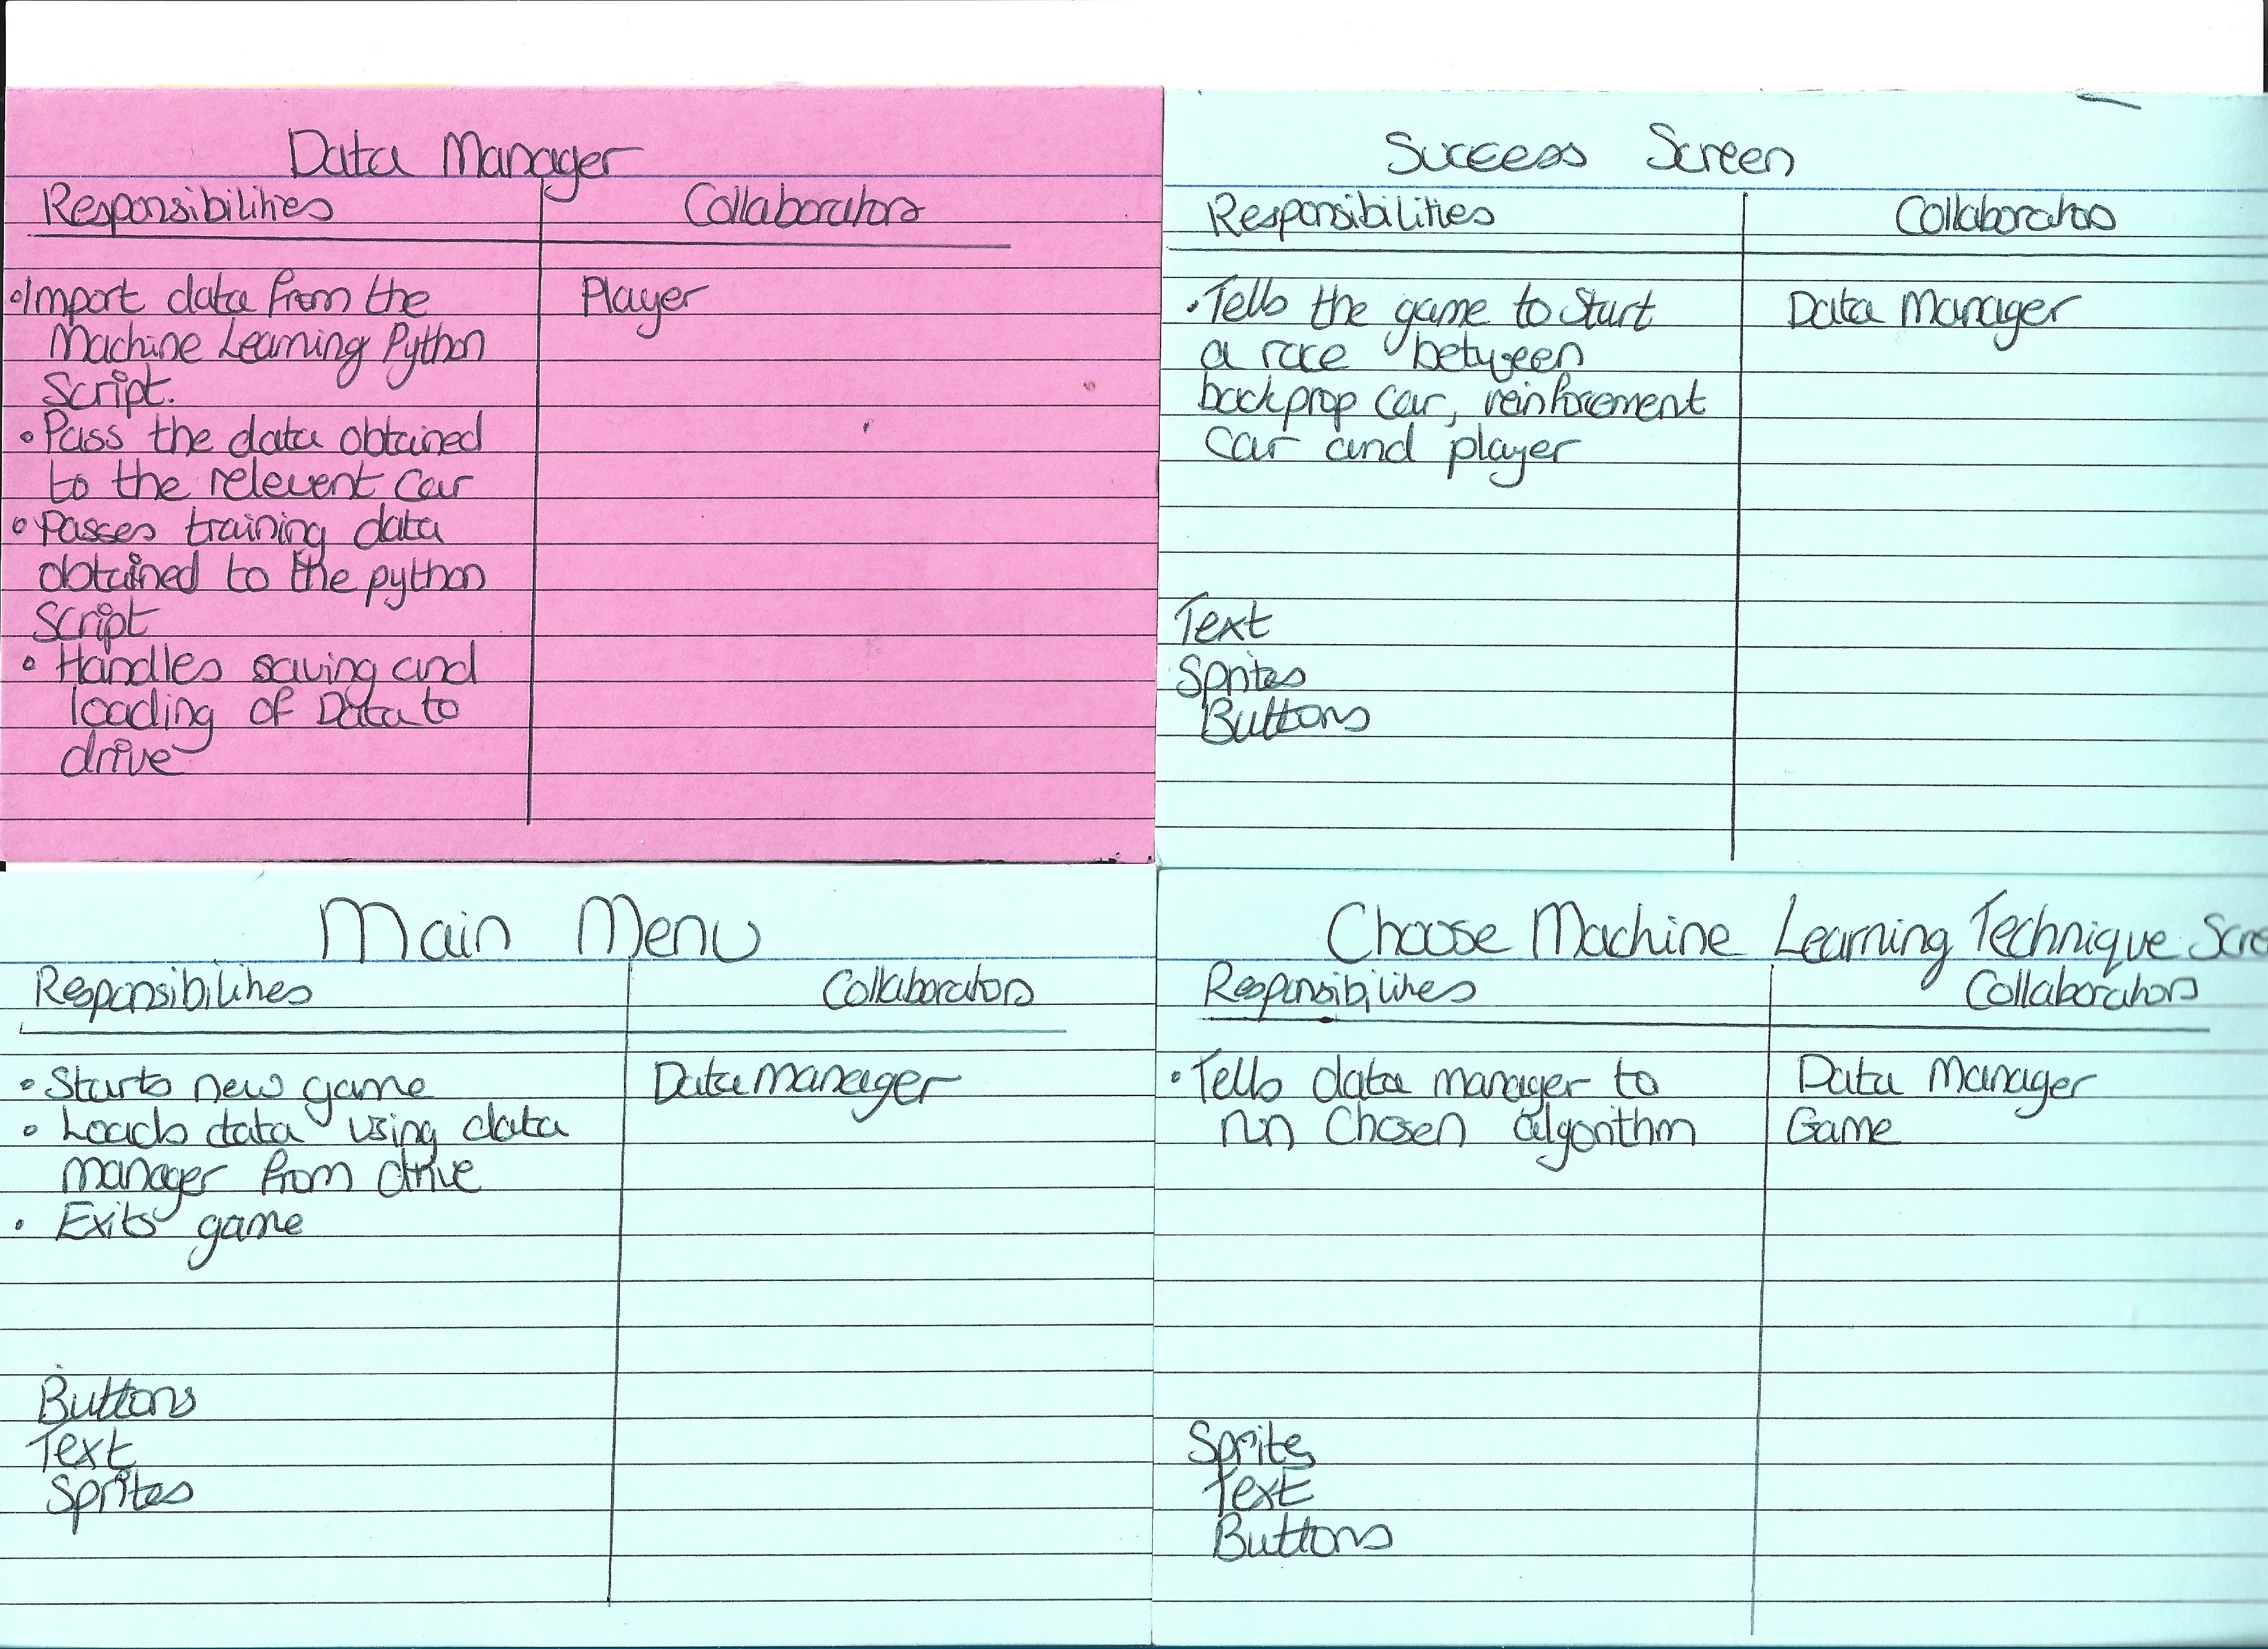 Data Manager
Responsibilities
Collaborators
•Import data from the
Machine Learning Python
Script.
•Pass the data obtained
to the relevent car
•Passes training data
obtained to the python
Script
• Handles saving and
loading of Data to
drive
Player
Success Screen
Responsibilities
Collaborators
•Tells the game to Start
a race between
backprop car, reinforcement
car and player
Text
Sprites
Buttons
Data Manager
Main Menu
Responsibilities
Collaborators
• Starts new game
• Loads data using data
manager from drive
• Exits game
Buttons
Text
Sprites
Data manager
Choose Machine Learning Technique Scre
Responsibilities
Collaborators
•Tells data manager to
run Chosen algorithm
Sprites
Text
Buttons
Data Manager
Game